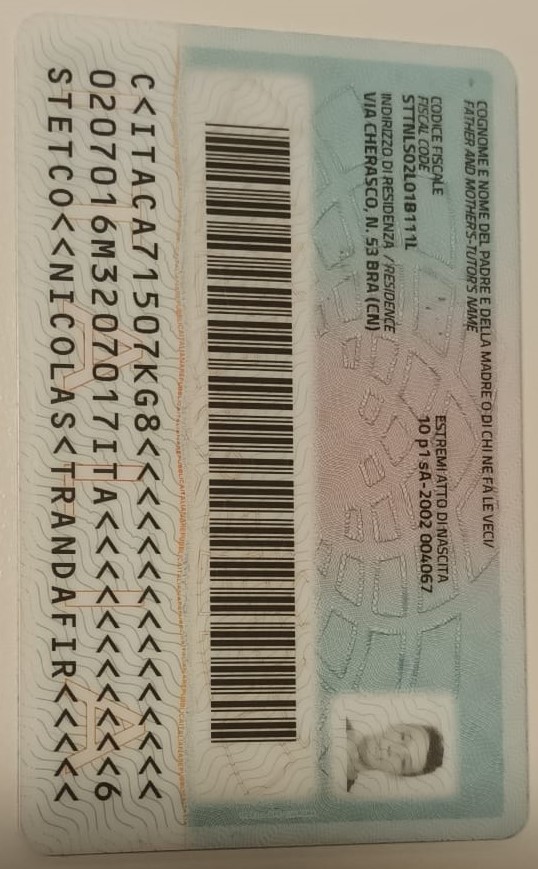 COGNOME E NOME DEL PADRE E DELLA MADRE O DI CHI NE FA LE VECI/
FATHER AND MOTHER'S-TUTOR'S NAME
CODICE FISCALE
FISCAL CODE
STTNLS02L01B111L
ESTREMI ATTO DI NASCITA
10 p1 sA-2002 004067
INDIRIZZO DI RESIDENZA / RESIDENCE
VIA CHERASCO, N. 53 BRA (CN)
C<ITACA71507KG8<<<<<<<<<<<<<<<
0207016M3207017ITA<<<<<<<<<<<6
STETCO<<NICOLAS<TRANDAFIR<<<<<